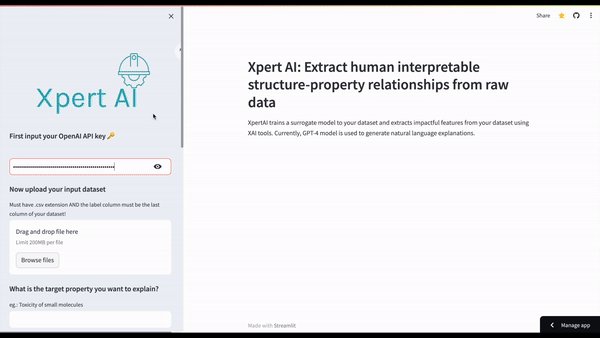 Xpert AI
First input your OpenAI API key 🔑
Now upload your input dataset
Must have .csv extension AND the label column must be the last
column of your dataset!
Drag and drop file here
Limit 200MB per file
Browse files
What is the target property you want to explain?
eg.: Toxicity of small molecules
Share
Xpert AI: Extract human interpretable
structure-property relationships from raw
data
XpertAI trains a surrogate model to your dataset and extracts impactful features from your dataset using
XAI tools. Currently, GPT-4 model is used to generate natural language explanations.
Made with Streamlit
Manage app